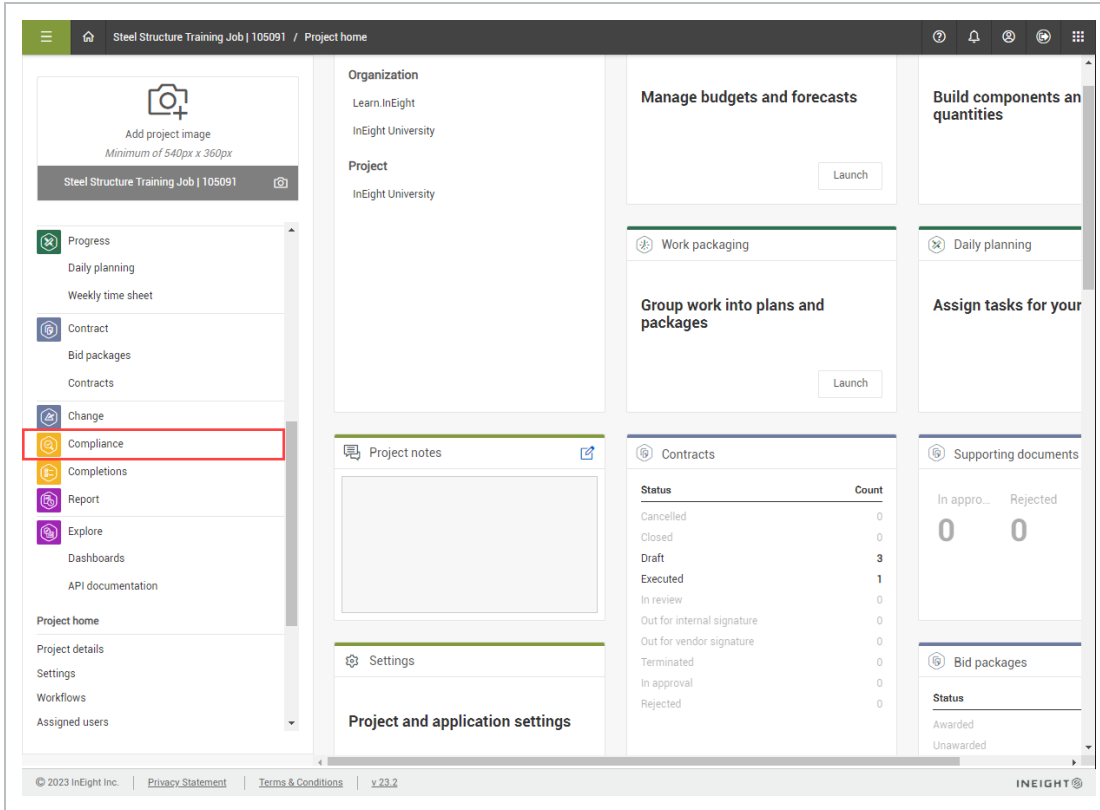 Steel Structure Training Job | 105091 / Project home
Add project image
Minimum of 540px x 360px
Steel Structure Training Job | 105091
Progress
Daily planning
Weekly time sheet
Contract
Bid packages
Contracts
Change
Compliance
Completions
Report
Explore
Dashboards
API documentation
Project home
Project details
Settings
Workflows
Assigned users
Organization
Learn.InEight
InEight University
Project
InEight University
Manage budgets and forecasts
Launch
Build components an
quantities
Work packaging
Group work into plans and
packages
Launch
Daily planning
Assign tasks for your
Project notes
Contracts
Status Count
Cancelled 0
Closed 0
Draft 3
Executed 1
In review 0
Out for internal signature 0
Out for vendor signature 0
Terminated 0
In approval 0
Rejected 0
Supporting documents
In appro... Rejected
0 0
Settings
Project and application settings
Bid packages
Status
Awarded
Unawarded
© 2023 InEight Inc. Privacy Statement Terms & Conditions v 23.2
INEIGHT